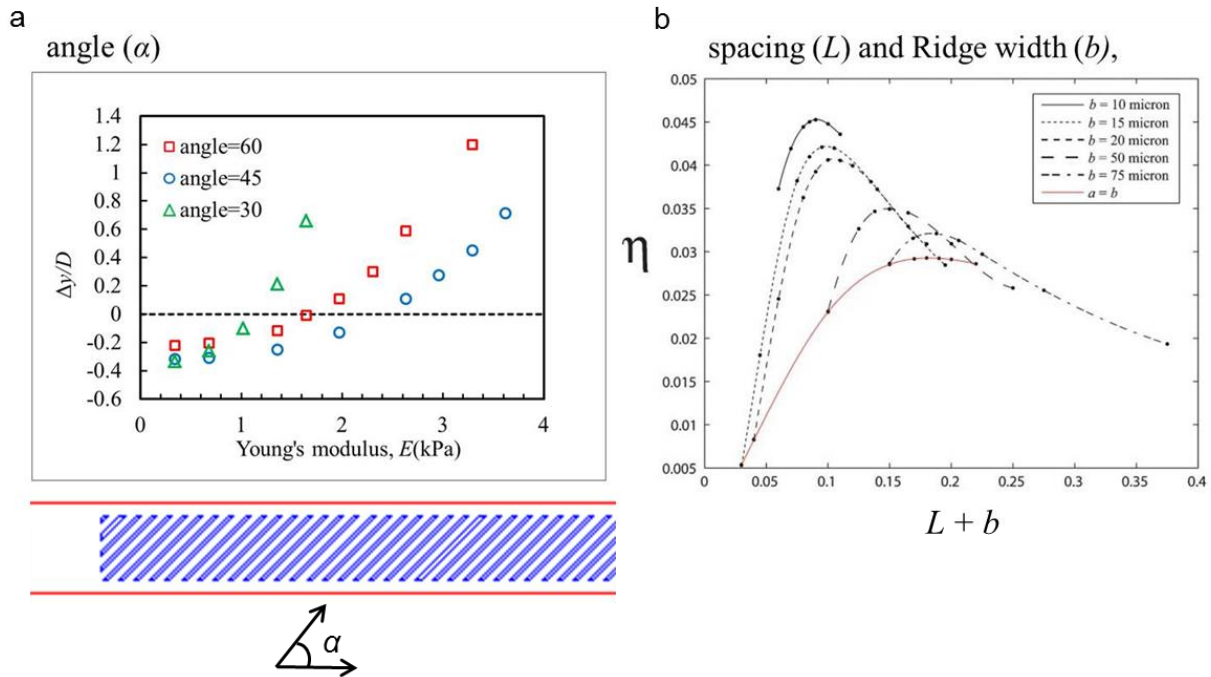 a
angle (α)
1.4
1.2
1
0.8
0.6
0.4
0.2
0
-0.2
-0.4
-0.6
Δy/D
angle=60
angle=45
angle=30
0 1 2 3 4
Young's modulus, E(kPa)
α
b
spacing (L) and Ridge width (b),
0.05
0.045
0.04
0.035
0.03
0.025
0.02
0.015
0.01
0.005
η
b = 10 micron
b = 15 micron
b = 20 micron
b = 50 micron
b = 75 micron
a = b
0 0.05 0.1 0.15 0.2 0.25 0.3 0.35 0.4
L + b